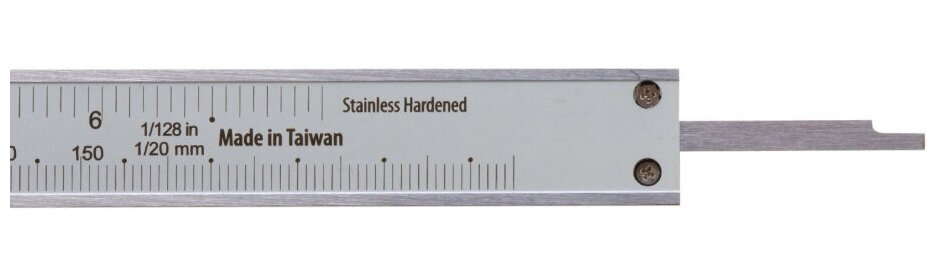 Stainless Hardened
6
1/128 in
Made in Taiwan
150
1/20 mm